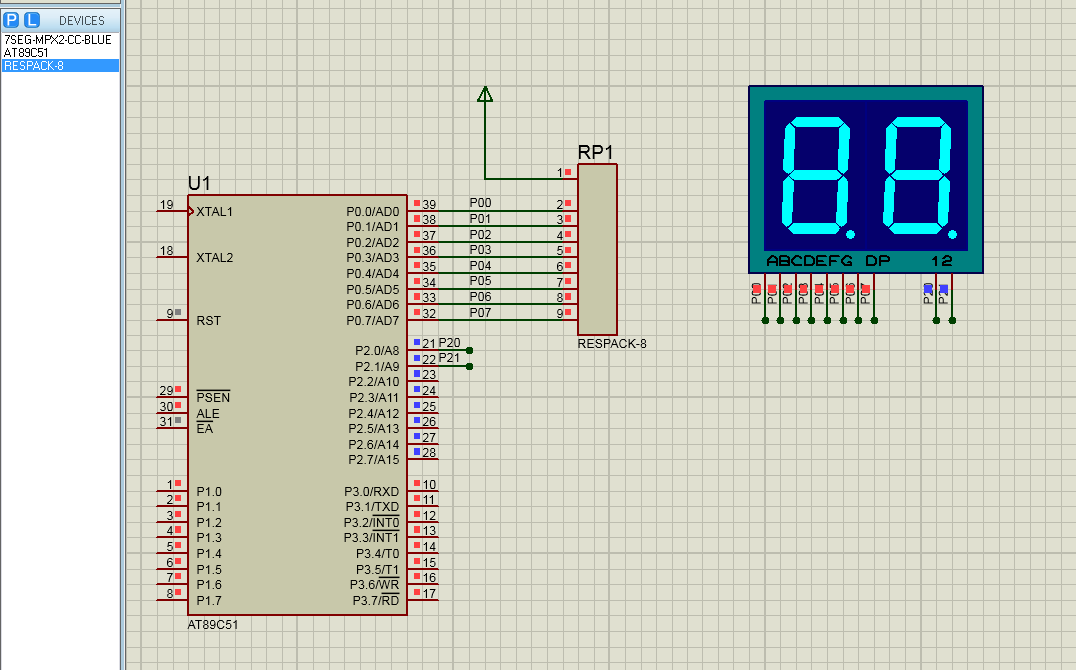 P L DEVICES
7SEG-MPX2-CC-BLUE
AT89C51
RESPACK-8
U1
19 XTAL1
18 XTAL2
9 RST
29 PSEN
30 ALE
31 EA
1 P1.0
2 P1.1
3 P1.2
4 P1.3
5 P1.4
6 P1.5
7 P1.6
8 P1.7
P0.0/AD0 39 P00
P0.1/AD1 38 P01
P0.2/AD2 37 P02
P0.3/AD3 36 P03
P0.4/AD4 35 P04
P0.5/AD5 34 P05
P0.6/AD6 33 P06
P0.7/AD7 32 P07
P2.0/A8 21 P20
P2.1/A9 22 P21
P2.2/A10 23
P2.3/A11 24
P2.4/A12 25
P2.5/A13 26
P2.6/A14 27
P2.7/A15 28
P3.0/RXD 10
P3.1/TXD 11
P3.2/INT0 12
P3.3/INT1 13
P3.4/T0 14
P3.5/T1 15
P3.6/WR 16
P3.7/RD 17
AT89C51
RP1
1
2
3
4
5
6
7
8
9
RESPACK-8
8.8.
ABCDEFG DP 12